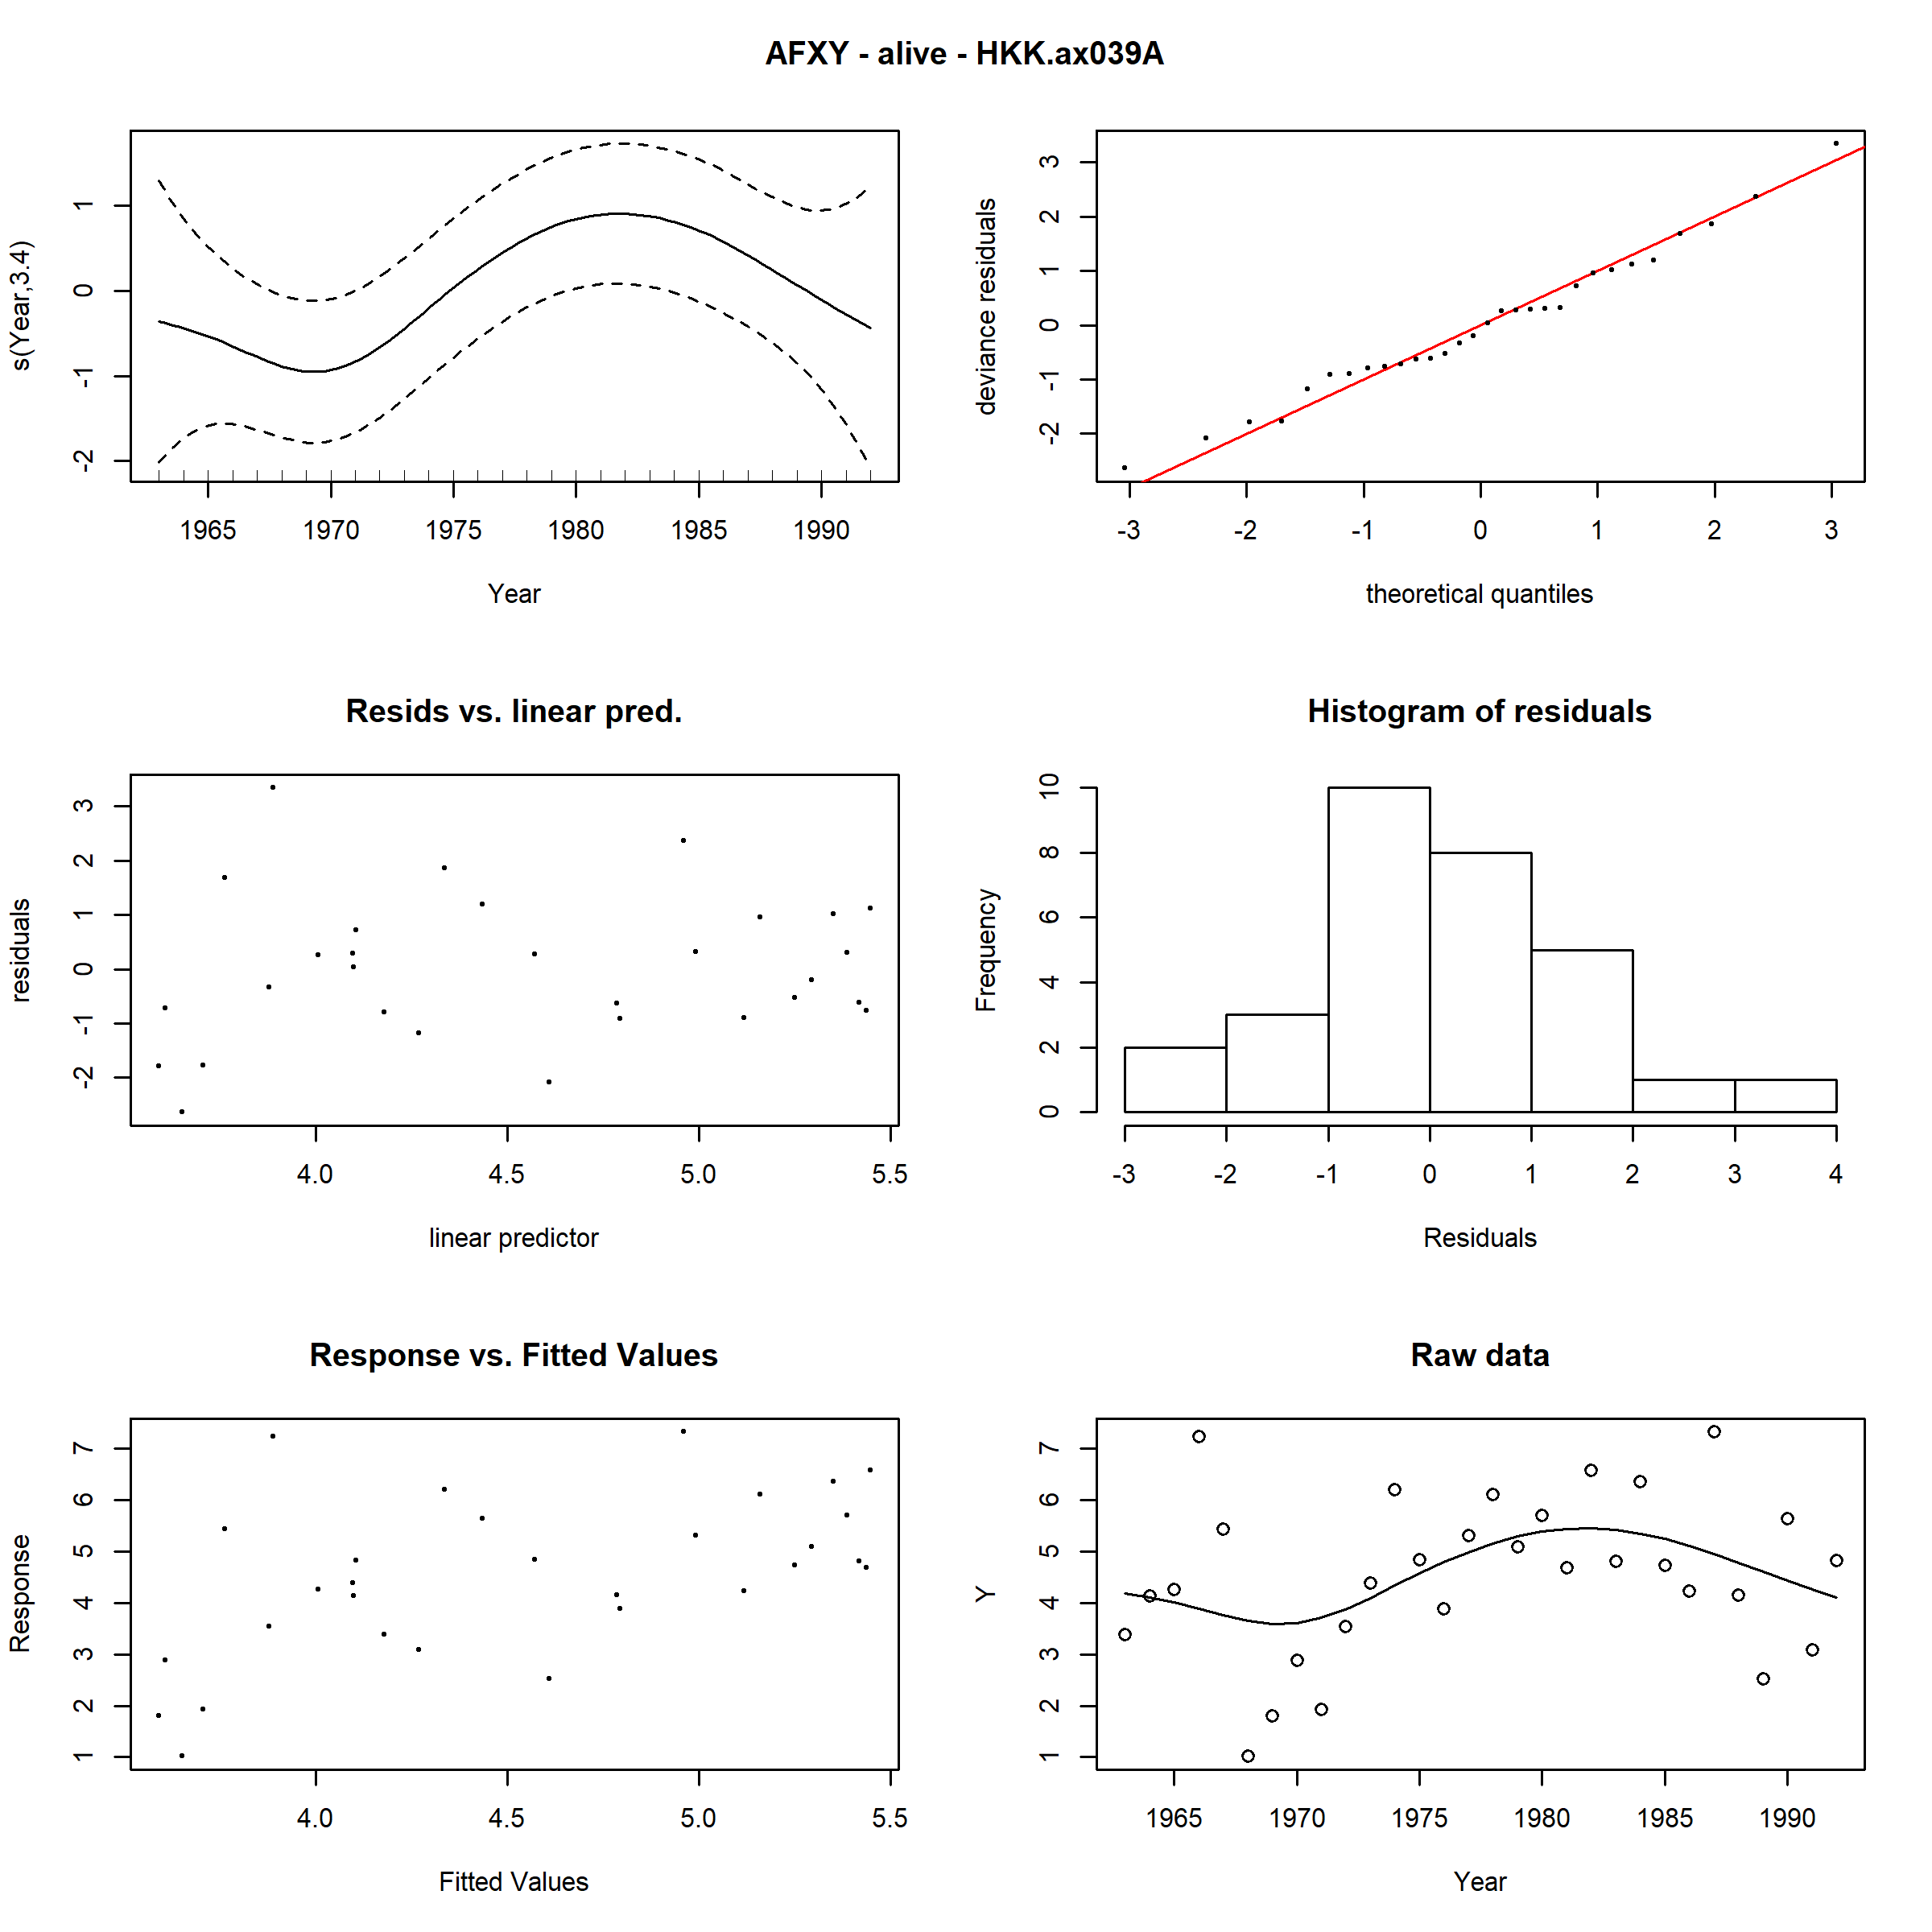 AFXY - alive - HKK.ax039A
s(Year,3.4)
1
0
-1
-2
1965 1970 1975 1980 1985 1990
Year
deviance residuals
3
2
1
0
-1
-2
-3 -2 -1 0 1 2 3
theoretical quantiles
Resids vs. linear pred.
residuals
3
2
1
0
-1
-2
4.0 4.5 5.0 5.5
linear predictor
Histogram of residuals
Frequency
10
8
6
4
2
0
-3 -2 -1 0 1 2 3 4
Residuals
Response vs. Fitted Values
Response
7
6
5
4
3
2
1
4.0 4.5 5.0 5.5
Fitted Values
Raw data
Y
7
6
5
4
3
2
1
1965 1970 1975 1980 1985 1990
Year